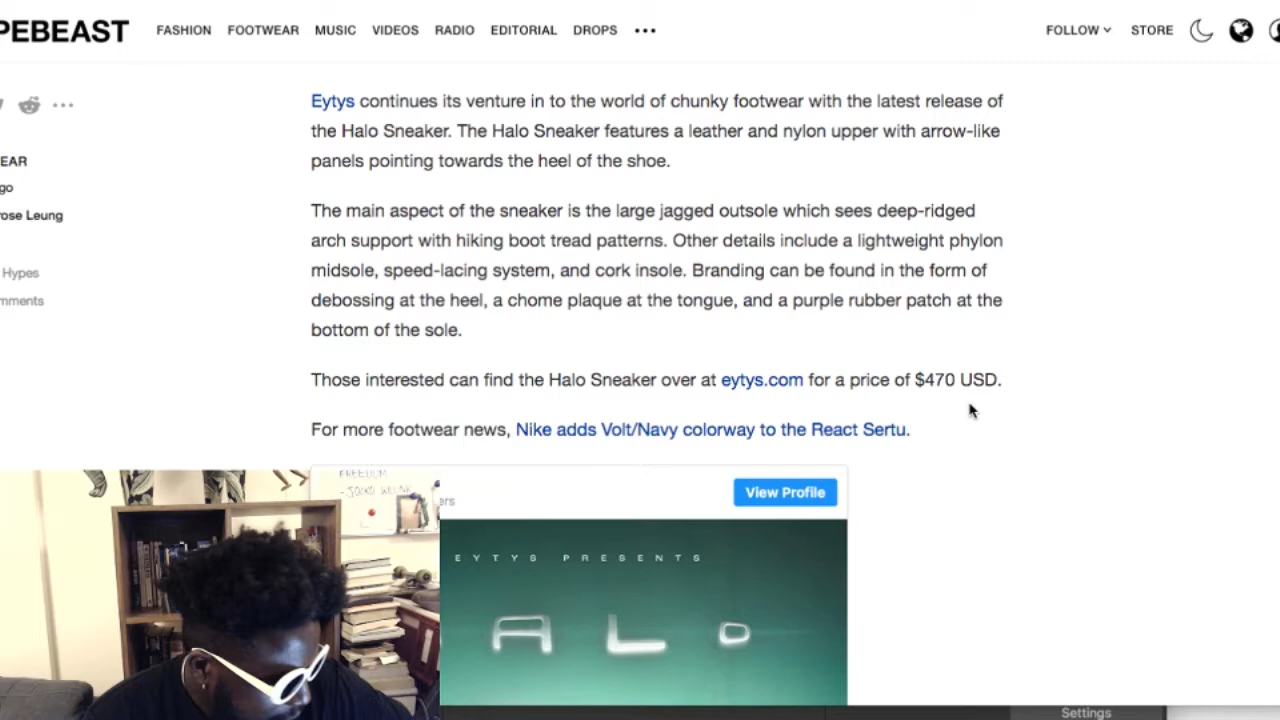 PEBEAST FASHION FOOTWEAR MUSIC VIDEOS RADIO EDITORIAL DROPS ••• FOLLOW STORE
Eytys continues its venture in to the world of chunky footwear with the latest release of
the Halo Sneaker. The Halo Sneaker features a leather and nylon upper with arrow-like
panels pointing towards the heel of the shoe.
EAR
go
rose Leung
Hypes
mments
The main aspect of the sneaker is the large jagged outsole which sees deep-ridged
arch support with hiking boot tread patterns. Other details include a lightweight phylon
midsole, speed-lacing system, and cork insole. Branding can be found in the form of
debossing at the heel, a chome plaque at the tongue, and a purple rubber patch at the
bottom of the sole.
Those interested can find the Halo Sneaker over at eytys.com for a price of $470 USD.
For more footwear news, Nike adds Volt/Navy colorway to the React Sertu.
FREEDOM
ers
View Profile
EYTYS PRESENTS
ALO
Settings